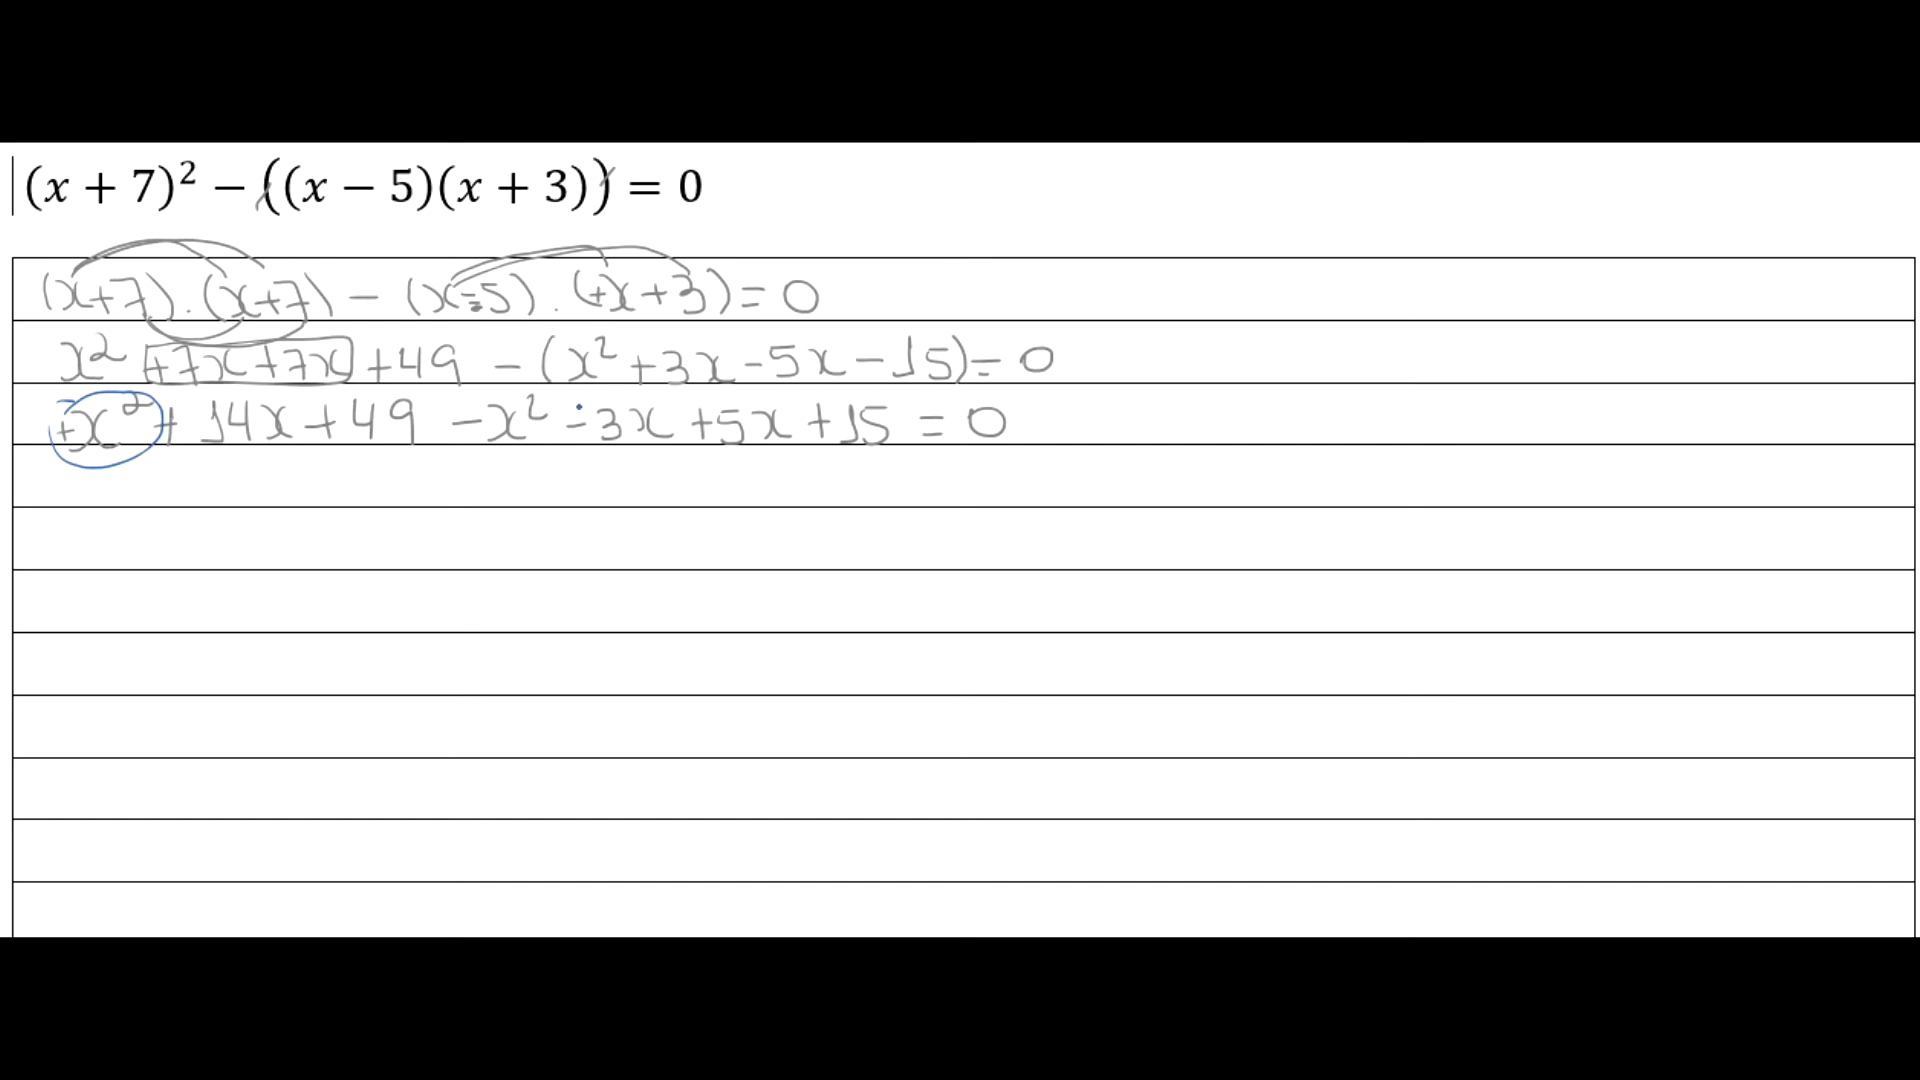 (x + 7)² − ((x − 5)(x + 3)) = 0
(x+7).(x+7) − (x−5).(+x+3) = 0
x² +7x+7x +49 − (x² +3x −5x −15) = 0
+x² + 14x + 49 − x² − 3x + 5x + 15 = 0